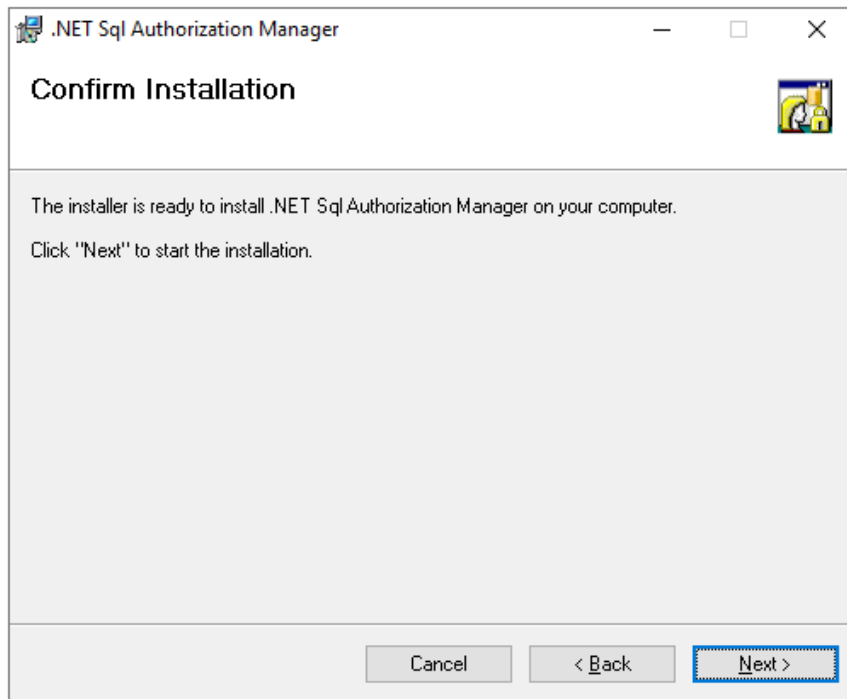 .NET Sql Authorization Manager
Confirm Installation
The installer is ready to install .NET Sql Authorization Manager on your computer.
Click "Next" to start the installation.
Cancel
< Back
Next >